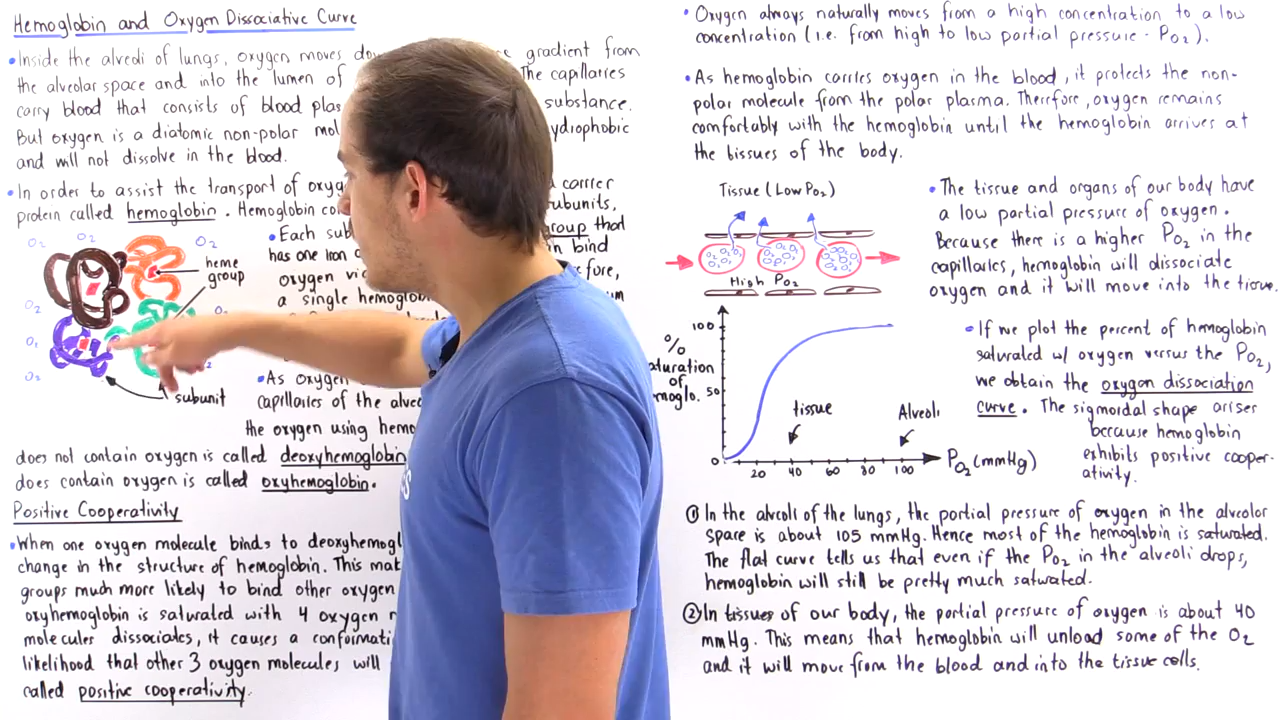 Hemoglobin and Oxygen Dissociative Curve
• Inside the alveoli of lungs, oxygen moves dow gradient from
the alveolar space and into the lumen of The capillaries
carry blood that consists of blood plas substance.
But oxygen is a diatomic non-polar mol ydrophobic
and will not dissolve in the blood.
• In order to assist the transport of oxyg a carrier
protein called hemoglobin. Hemoglobin con subunits,
O2 O2 O2
• Each sub group that
has one iron a n bind
oxygen via fore,
a single hemoglob
heme
group
O2
O2
O2
subunit
• As oxygen
capillaries of the alve
the oxygen using hemo
does not contain oxygen is called deoxyhemoglobin
does contain oxygen is called oxyhemoglobin.
Positive Cooperativity
• When one oxygen molecule binds to deoxyhemogl
change in the structure of hemoglobin. This mak
groups much more likely to bind other oxygen
oxyhemoglobin is saturated with 4 oxygen m
molecules dissociates, it causes a conformati
likelihood that other 3 oxygen molecules will
called positive cooperativity.
• Oxygen always naturally moves from a high concentration to a low
concentration (i.e. from high to low partial pressure - PO2).
• As hemoglobin carries oxygen in the blood, it protects the non-
polar molecule from the polar plasma. Therefore, oxygen remains
comfortably with the hemoglobin until the hemoglobin arrives at
the tissues of the body.
Tissue (Low PO2)
High PO2
• The tissue and organs of our body have
a low partial pressure of oxygen.
Because there is a higher PO2 in the
capillaries, hemoglobin will dissociate
oxygen and it will move into the tissue.
%
aturation
of
moglo.
100
50
0
20 40 60 80 100
tissue
Alveoli
PO2 (mmHg)
• If we plot the percent of hemoglobin
saturated w/ oxygen versus the PO2,
we obtain the oxygen dissociation
curve. The sigmoidal shape arises
because hemoglobin
exhibits positive cooper-
ativity.
① In the alveoli of the lungs, the partial pressure of oxygen in the alveolar
space is about 105 mmHg. Hence most of the hemoglobin is saturated.
The flat curve tells us that even if the PO2 in the alveoli drops,
hemoglobin will still be pretty much saturated.
② In tissues of our body, the partial pressure of oxygen is about 40
mmHg. This means that hemoglobin will unload some of the O2
and it will move from the blood and into the tissue cells.